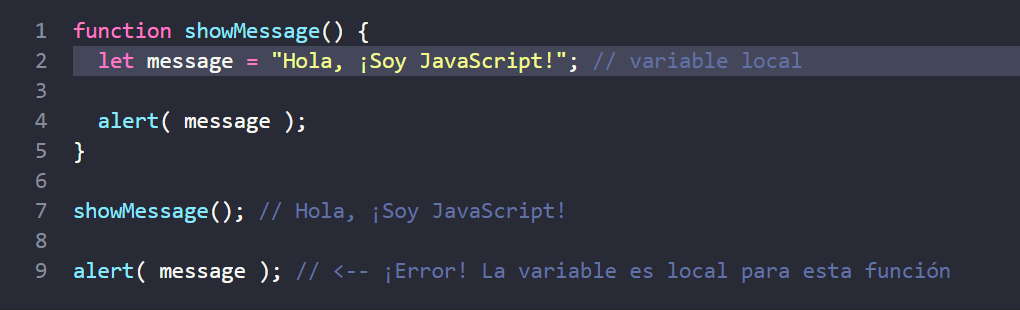 1 function showMessage() {
2 let message = "Hola, ¡Soy JavaScript!"; // variable local
3
4 alert( message );
5 }
6
7 showMessage(); // Hola, ¡Soy JavaScript!
8
9 alert( message ); // <-- ¡Error! La variable es local para esta función